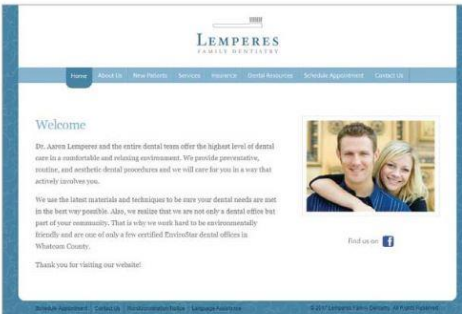 LEMPERES
FAMILY DENTISTRY
Home About Us New Patients Services Insurance Dental Resources Schedule Appointment Contact Us
Welcome
Dr. Aaron Lemperes and the entire dental team offer the highest level of dental
care in a comfortable and relaxing environment. We provide preventative,
routine, and aesthetic dental procedures and we will care for you in a way that
actively involves you.
We use the latest materials and techniques to be sure your dental needs are met
in the best way possible. Also, we realize that we are not only a dental office but
part of your community. That is why we work hard to be environmentally
friendly and are one of only a few certified EnviroStar dental offices in
Whatcom County.
Thank you for visiting our website!
Find us on f
Schedule Appointment Contact Us Nondiscrimination Notice Language Assistance
© 2017 Lemperes Family Dentistry. All Rights Reserved.